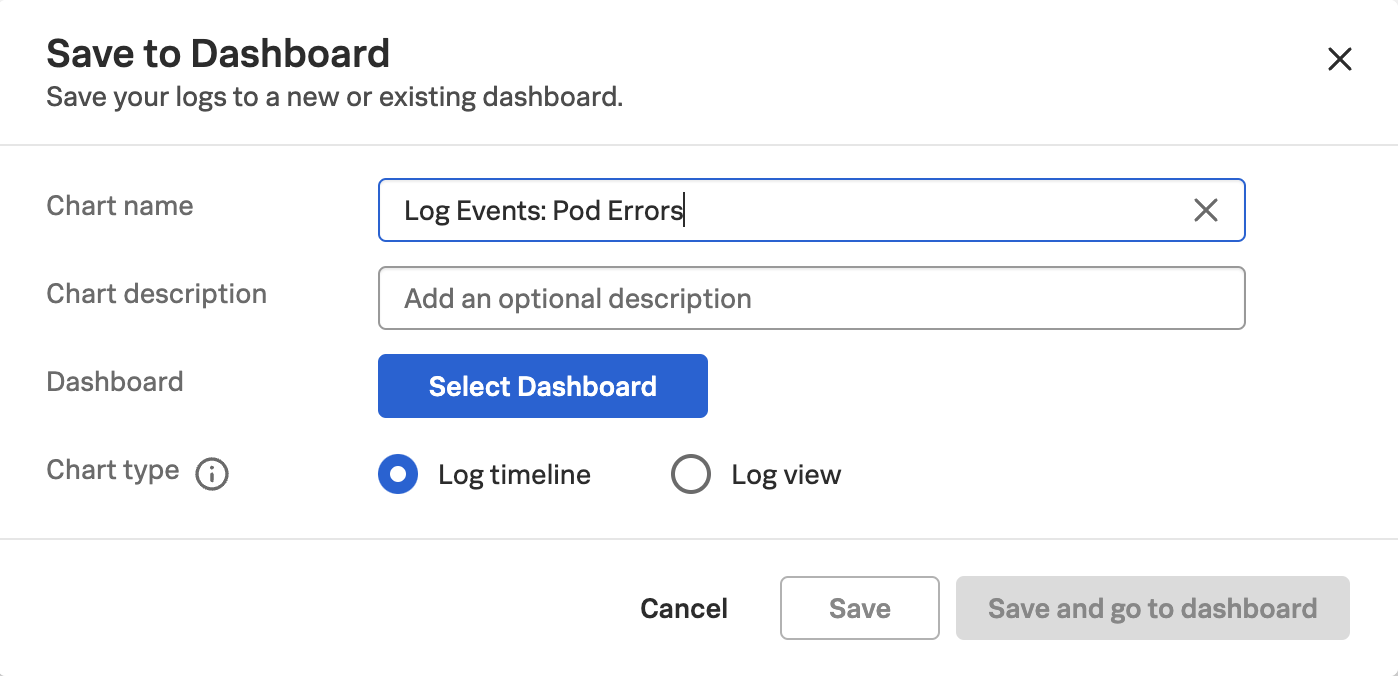 Save to Dashboard
Save your logs to a new or existing dashboard.
Chart name
Log Events: Pod Errors
Chart description
Add an optional description
Dashboard
Select Dashboard
Chart type
Log timeline
Log view
Cancel
Save
Save and go to dashboard